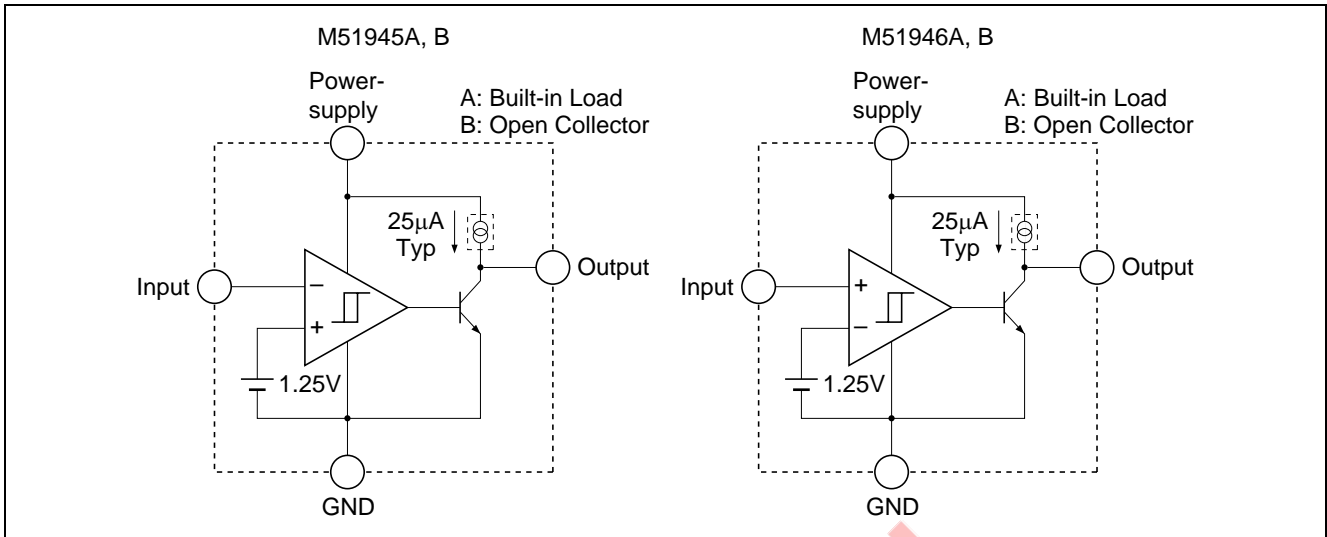 M51945A, B
Power-
supply
A: Built-in Load
B: Open Collector
25μA
Typ
Input
−
+
1.25V
Output
GND
M51946A, B
Power-
supply
A: Built-in Load
B: Open Collector
25μA
Typ
Input
+
−
1.25V
Output
GND